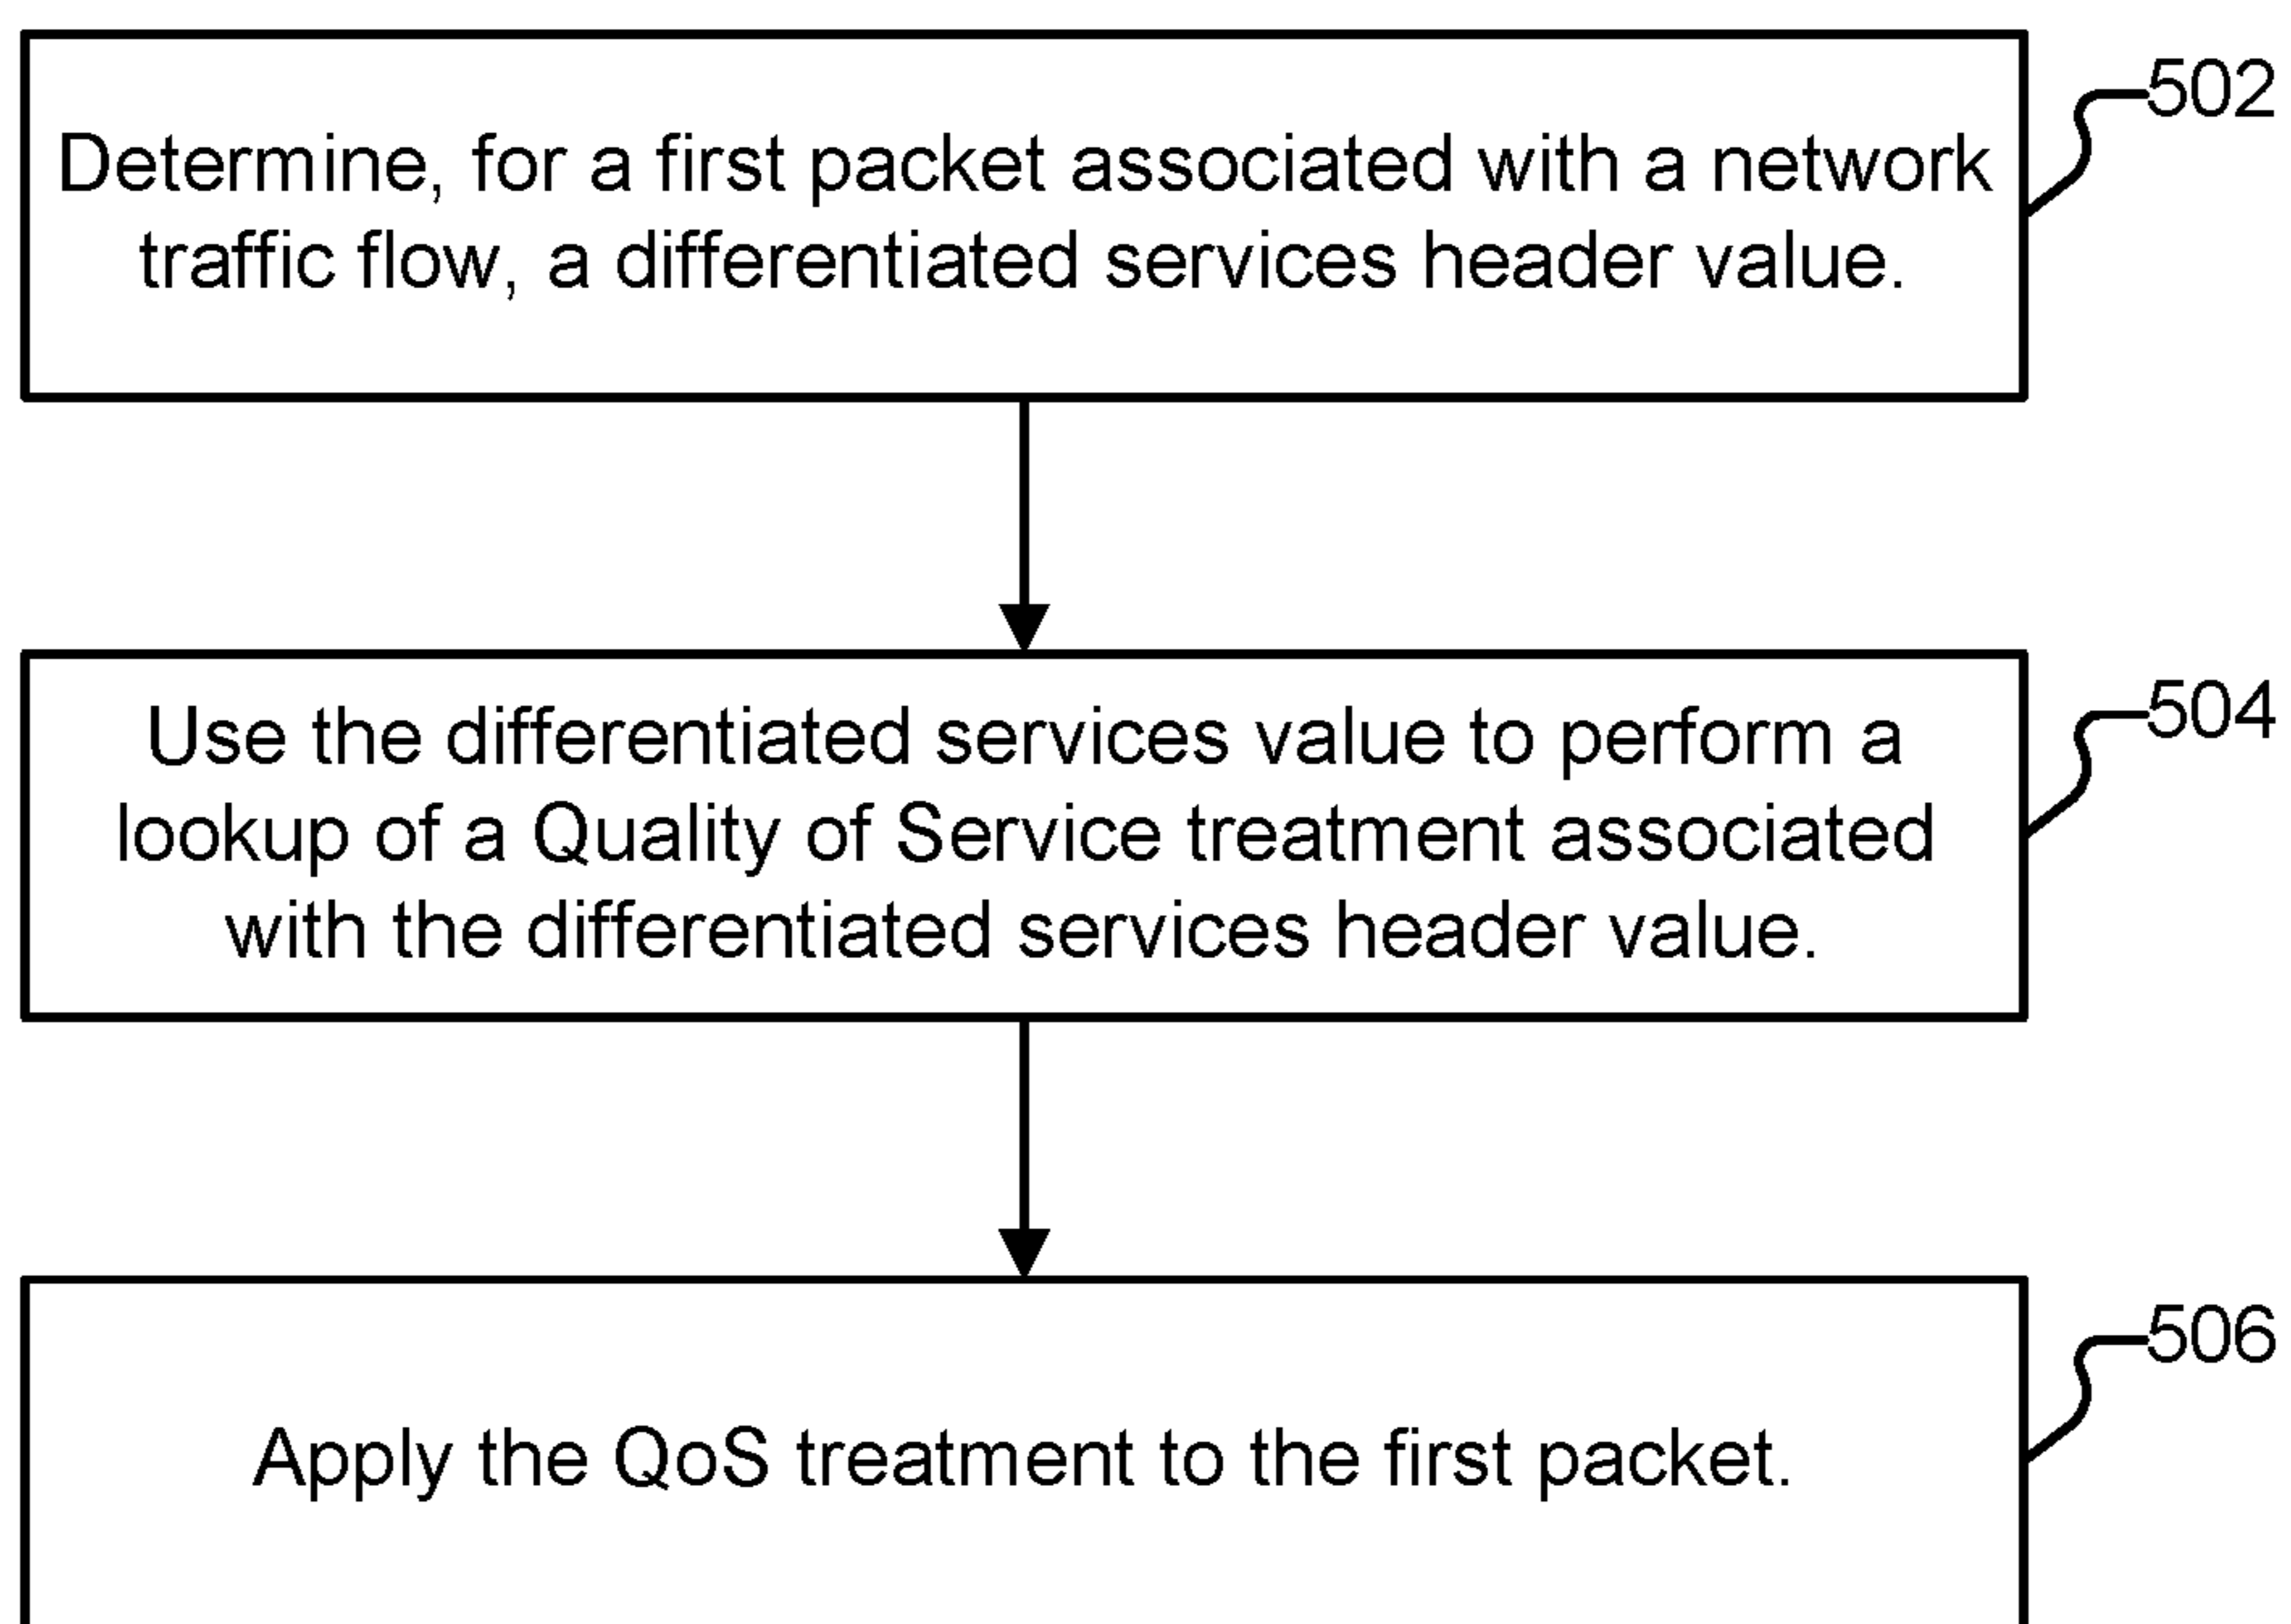 502
Determine, for a first packet associated with a network
traffic flow, a differentiated services header value.
504
Use the differentiated services value to perform a
lookup of a Quality of Service treatment associated
with the differentiated services header value.
506
Apply the QoS treatment to the first packet.